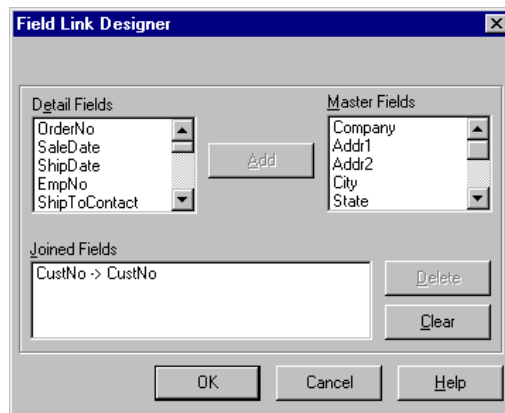 Field Link Designer
Detail Fields
Master Fields
OrderNo
SaleDate
ShipDate
EmpNo
ShipToContact
Add
Company
Addr1
Addr2
City
State
Joined Fields
CustNo -> CustNo
Delete
Clear
OK
Cancel
Help